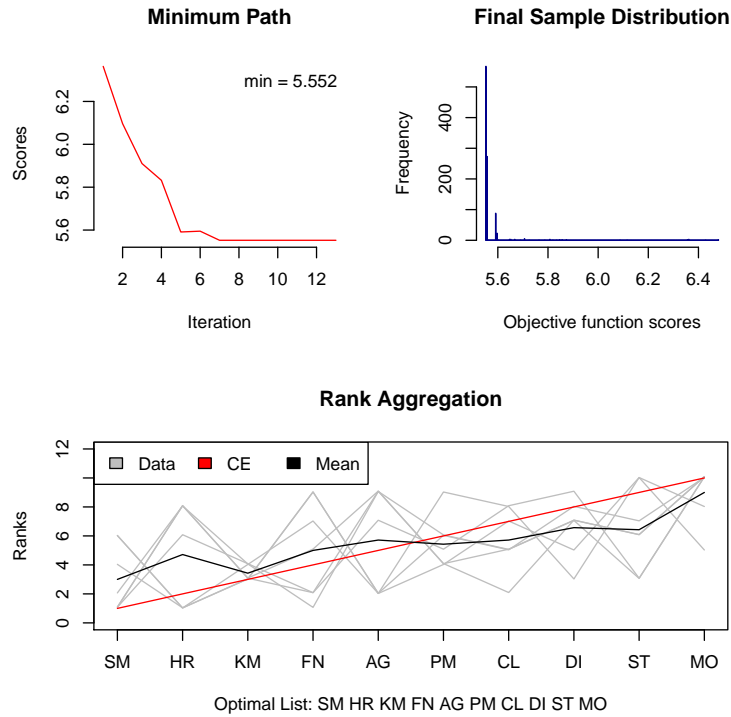 Minimum Path
min = 5.552
Scores
6.2
6.0
5.8
5.6
2 4 6 8 10 12
Iteration
Final Sample Distribution
Frequency
400
200
0
5.6 5.8 6.0 6.2 6.4
Objective function scores
Rank Aggregation
Data CE Mean
Ranks
12
8
6
4
2
0
SM HR KM FN AG PM CL DI ST MO
Optimal List: SM HR KM FN AG PM CL DI ST MO